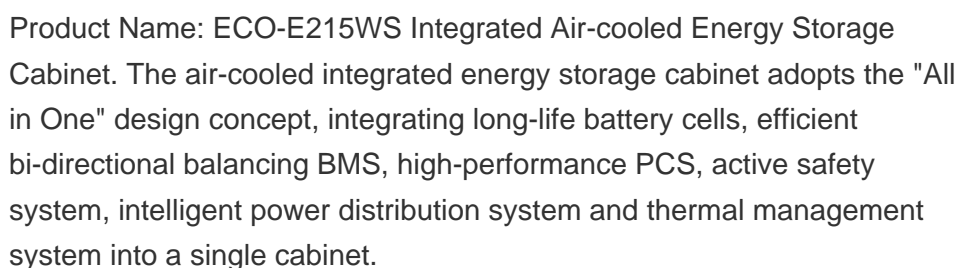 Product Name: ECO-E215WS Integrated Air-cooled Energy Storage
Cabinet. The air-cooled integrated energy storage cabinet adopts the "All
in One" design concept, integrating long-life battery cells, efficient
bi-directional balancing BMS, high-performance PCS, active safety
system, intelligent power distribution system and thermal management
system into a single cabinet.